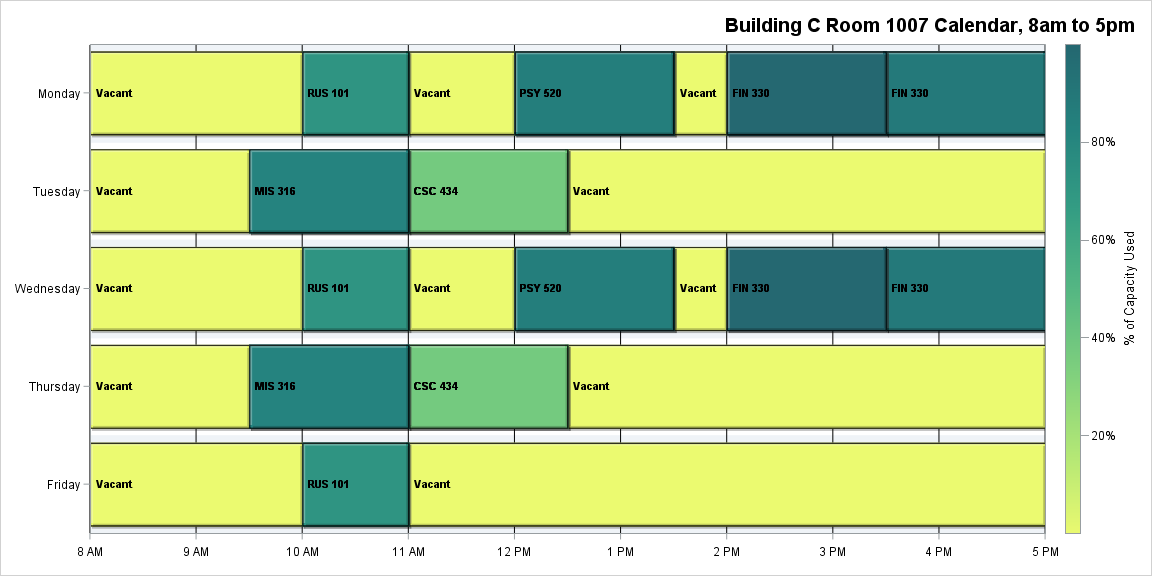 Building C Room 1007 Calendar, 8am to 5pm
Monday
Vacant
RUS 101
Vacant
PSY 520
Vacant
FIN 330
FIN 330
Tuesday
Vacant
MIS 316
CSC 434
Vacant
Wednesday
Vacant
RUS 101
Vacant
PSY 520
Vacant
FIN 330
FIN 330
Thursday
Vacant
MIS 316
CSC 434
Vacant
Friday
Vacant
RUS 101
Vacant
8 AM
9 AM
10 AM
11 AM
12 PM
1 PM
2 PM
3 PM
4 PM
5 PM
80%
60%
40%
20%
% of Capacity Used